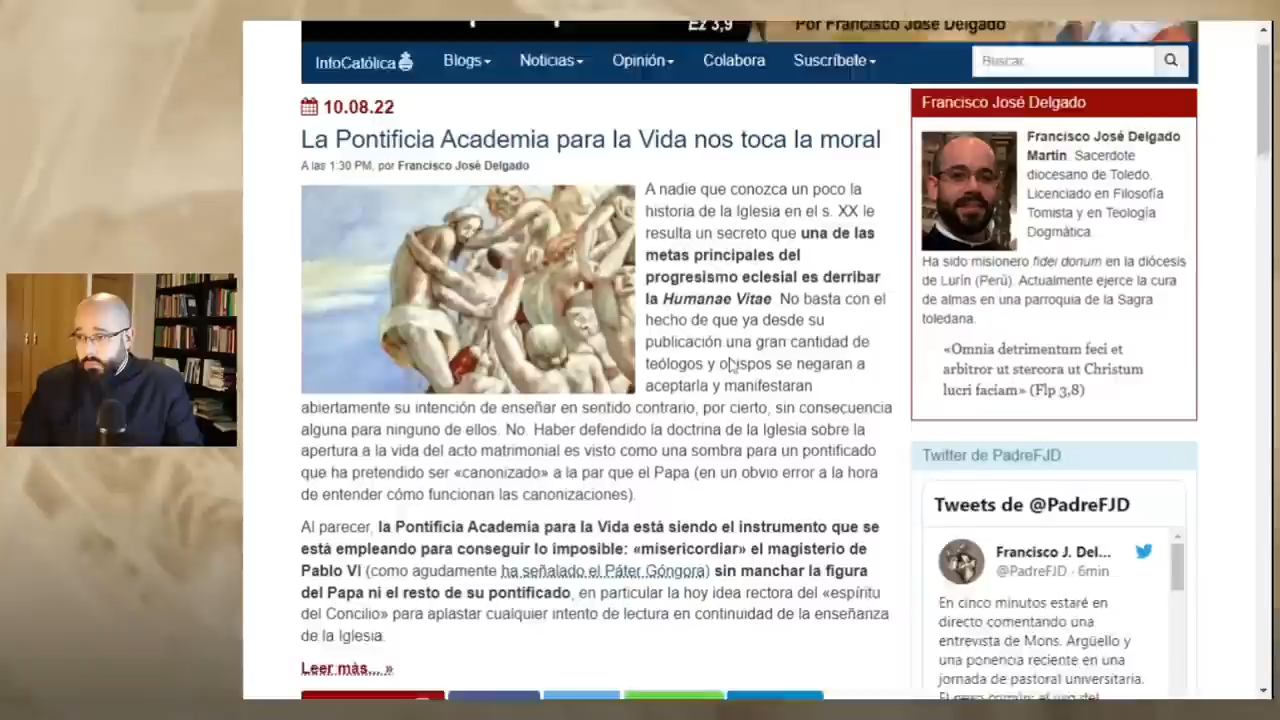 Ez 3,9
Por Francisco José Delgado
InfoCatólica
Blogs
Noticias
Opinión
Colabora
Suscríbete
Buscar
10.08.22
La Pontificia Academia para la Vida nos toca la moral
A las 1:30 PM, por Francisco José Delgado
A nadie que conozca un poco la
historia de la Iglesia en el s. XX le
resulta un secreto que una de las
metas principales del
progresismo eclesial es derribar
la Humanae Vitae No basta con el
hecho de que ya desde su
publicación una gran cantidad de
teólogos y obispos se negaran a
aceptarla y manifestaran
abiertamente su intención de enseñar en sentido contrario, por cierto, sin consecuencia
alguna para ninguno de ellos. No. Haber defendido la doctrina de la Iglesia sobre la
apertura a la vida del acto matrimonial es visto como una sombra para un pontificado
que ha pretendido ser «canonizado» a la par que el Papa (en un obvio error a la hora
de entender cómo funcionan las canonizaciones).
Al parecer, la Pontificia Academia para la Vida está siendo el instrumento que se
está empleando para conseguir lo imposible: «misericordiar» el magisterio de
Pablo VI (como agudamente ha señalado el Páter Góngora) sin manchar la figura
del Papa ni el resto de su pontificado, en particular la hoy idea rectora del «espíritu
del Concilio» para aplastar cualquier intento de lectura en continuidad de la enseñanza
de la Iglesia.
Leer más... »
Francisco José Delgado
Francisco José Delgado
Martín. Sacerdote
diocesano de Toledo.
Licenciado en Filosofía
Tomista y en Teología
Dogmática.
Ha sido misionero fidei donum en la diócesis
de Lurín (Perú). Actualmente ejerce la cura
de almas en una parroquia de la Sagra
toledana.
«Omnia detrimentum feci et
arbitror ut stercora ut Christum
lucri faciam» (Flp 3,8)
Twitter de PadreFJD
Tweets de @PadreFJD
Francisco J. Del...
@PadreFJD · 6min
En cinco minutos estaré en
directo comentando una
entrevista de Mons. Argüello y
una ponencia reciente en una
jornada de pastoral universitaria.